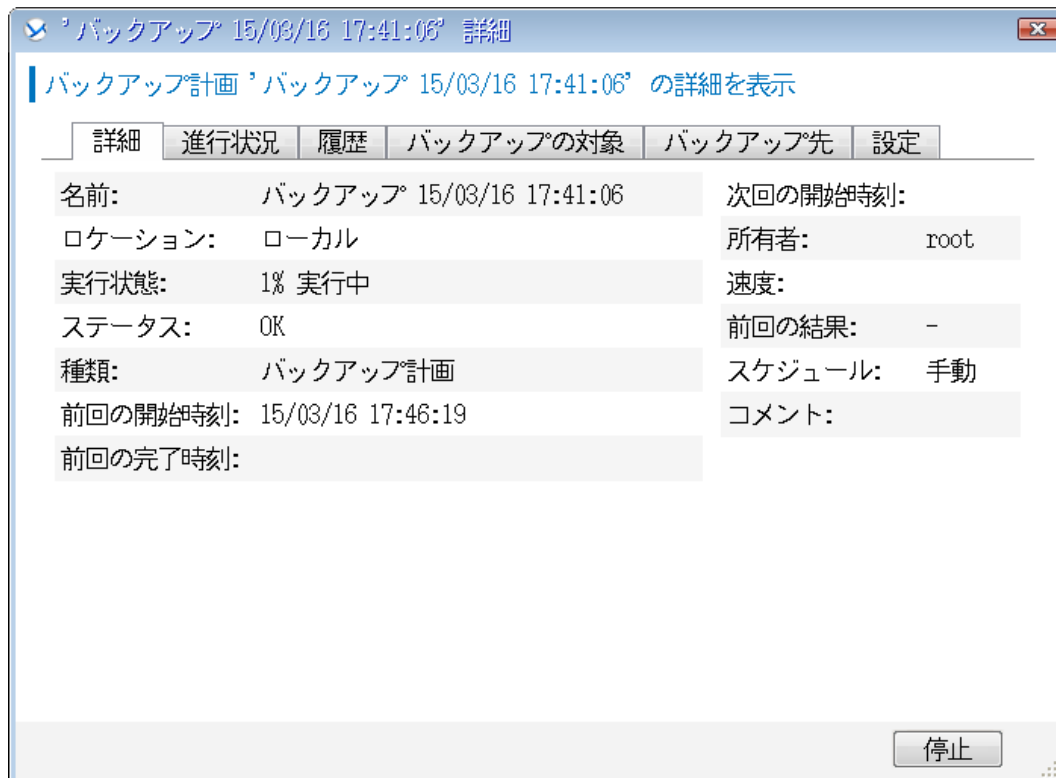 'バックアップ 15/03/16 17:41:06' 詳細
バックアップ計画 'バックアップ 15/03/16 17:41:06' の詳細を表示
詳細 進行状況 履歴 バックアップの対象 バックアップ先 設定
名前: バックアップ 15/03/16 17:41:06 次回の開始時刻:
ロケーション: ローカル 所有者: root
実行状態: 1% 実行中 速度:
ステータス: OK 前回の結果: -
種類: バックアップ計画 スケジュール: 手動
前回の開始時刻: 15/03/16 17:46:19 コメント:
前回の完了時刻:
停止